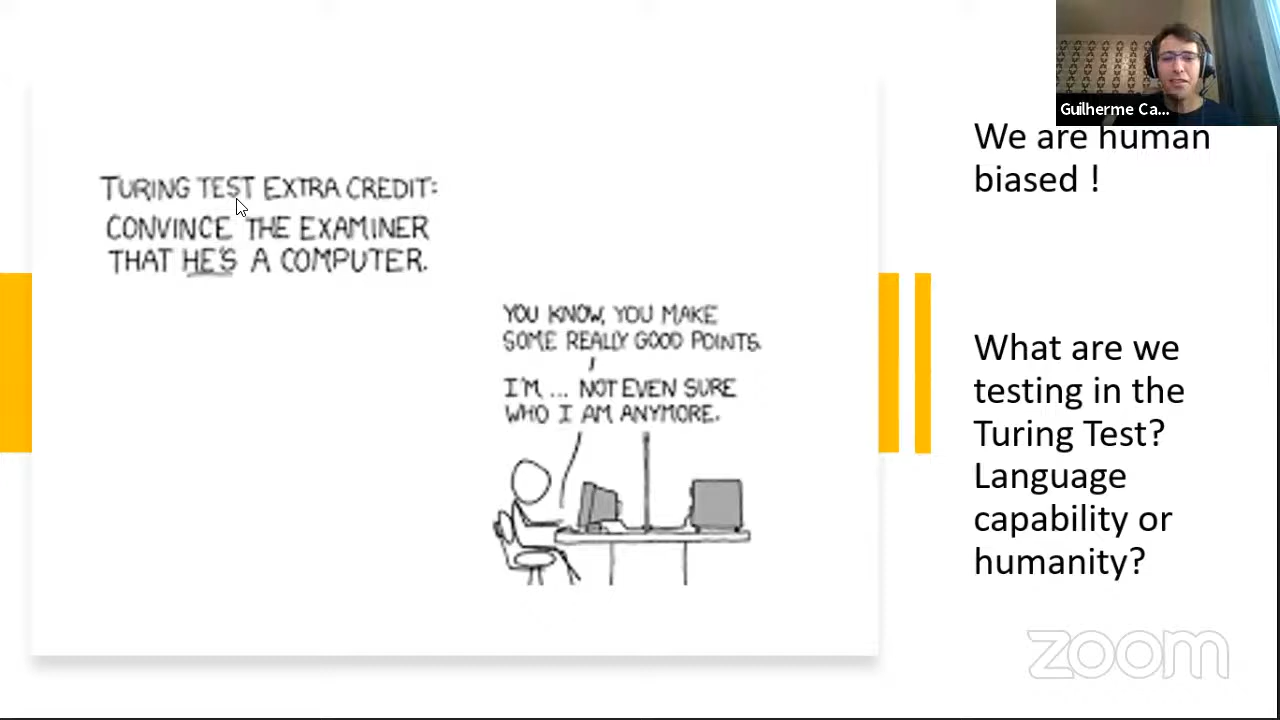 TURING TEST EXTRA CREDIT:
CONVINCE THE EXAMINER
THAT HE'S A COMPUTER.
YOU KNOW, YOU MAKE
SOME REALLY GOOD POINTS.
I'M ... NOT EVEN SURE
WHO I AM ANYMORE.
Guilherme Ca...
We are human
biased !
What are we
testing in the
Turing Test?
Language
capability or
humanity?
zoom